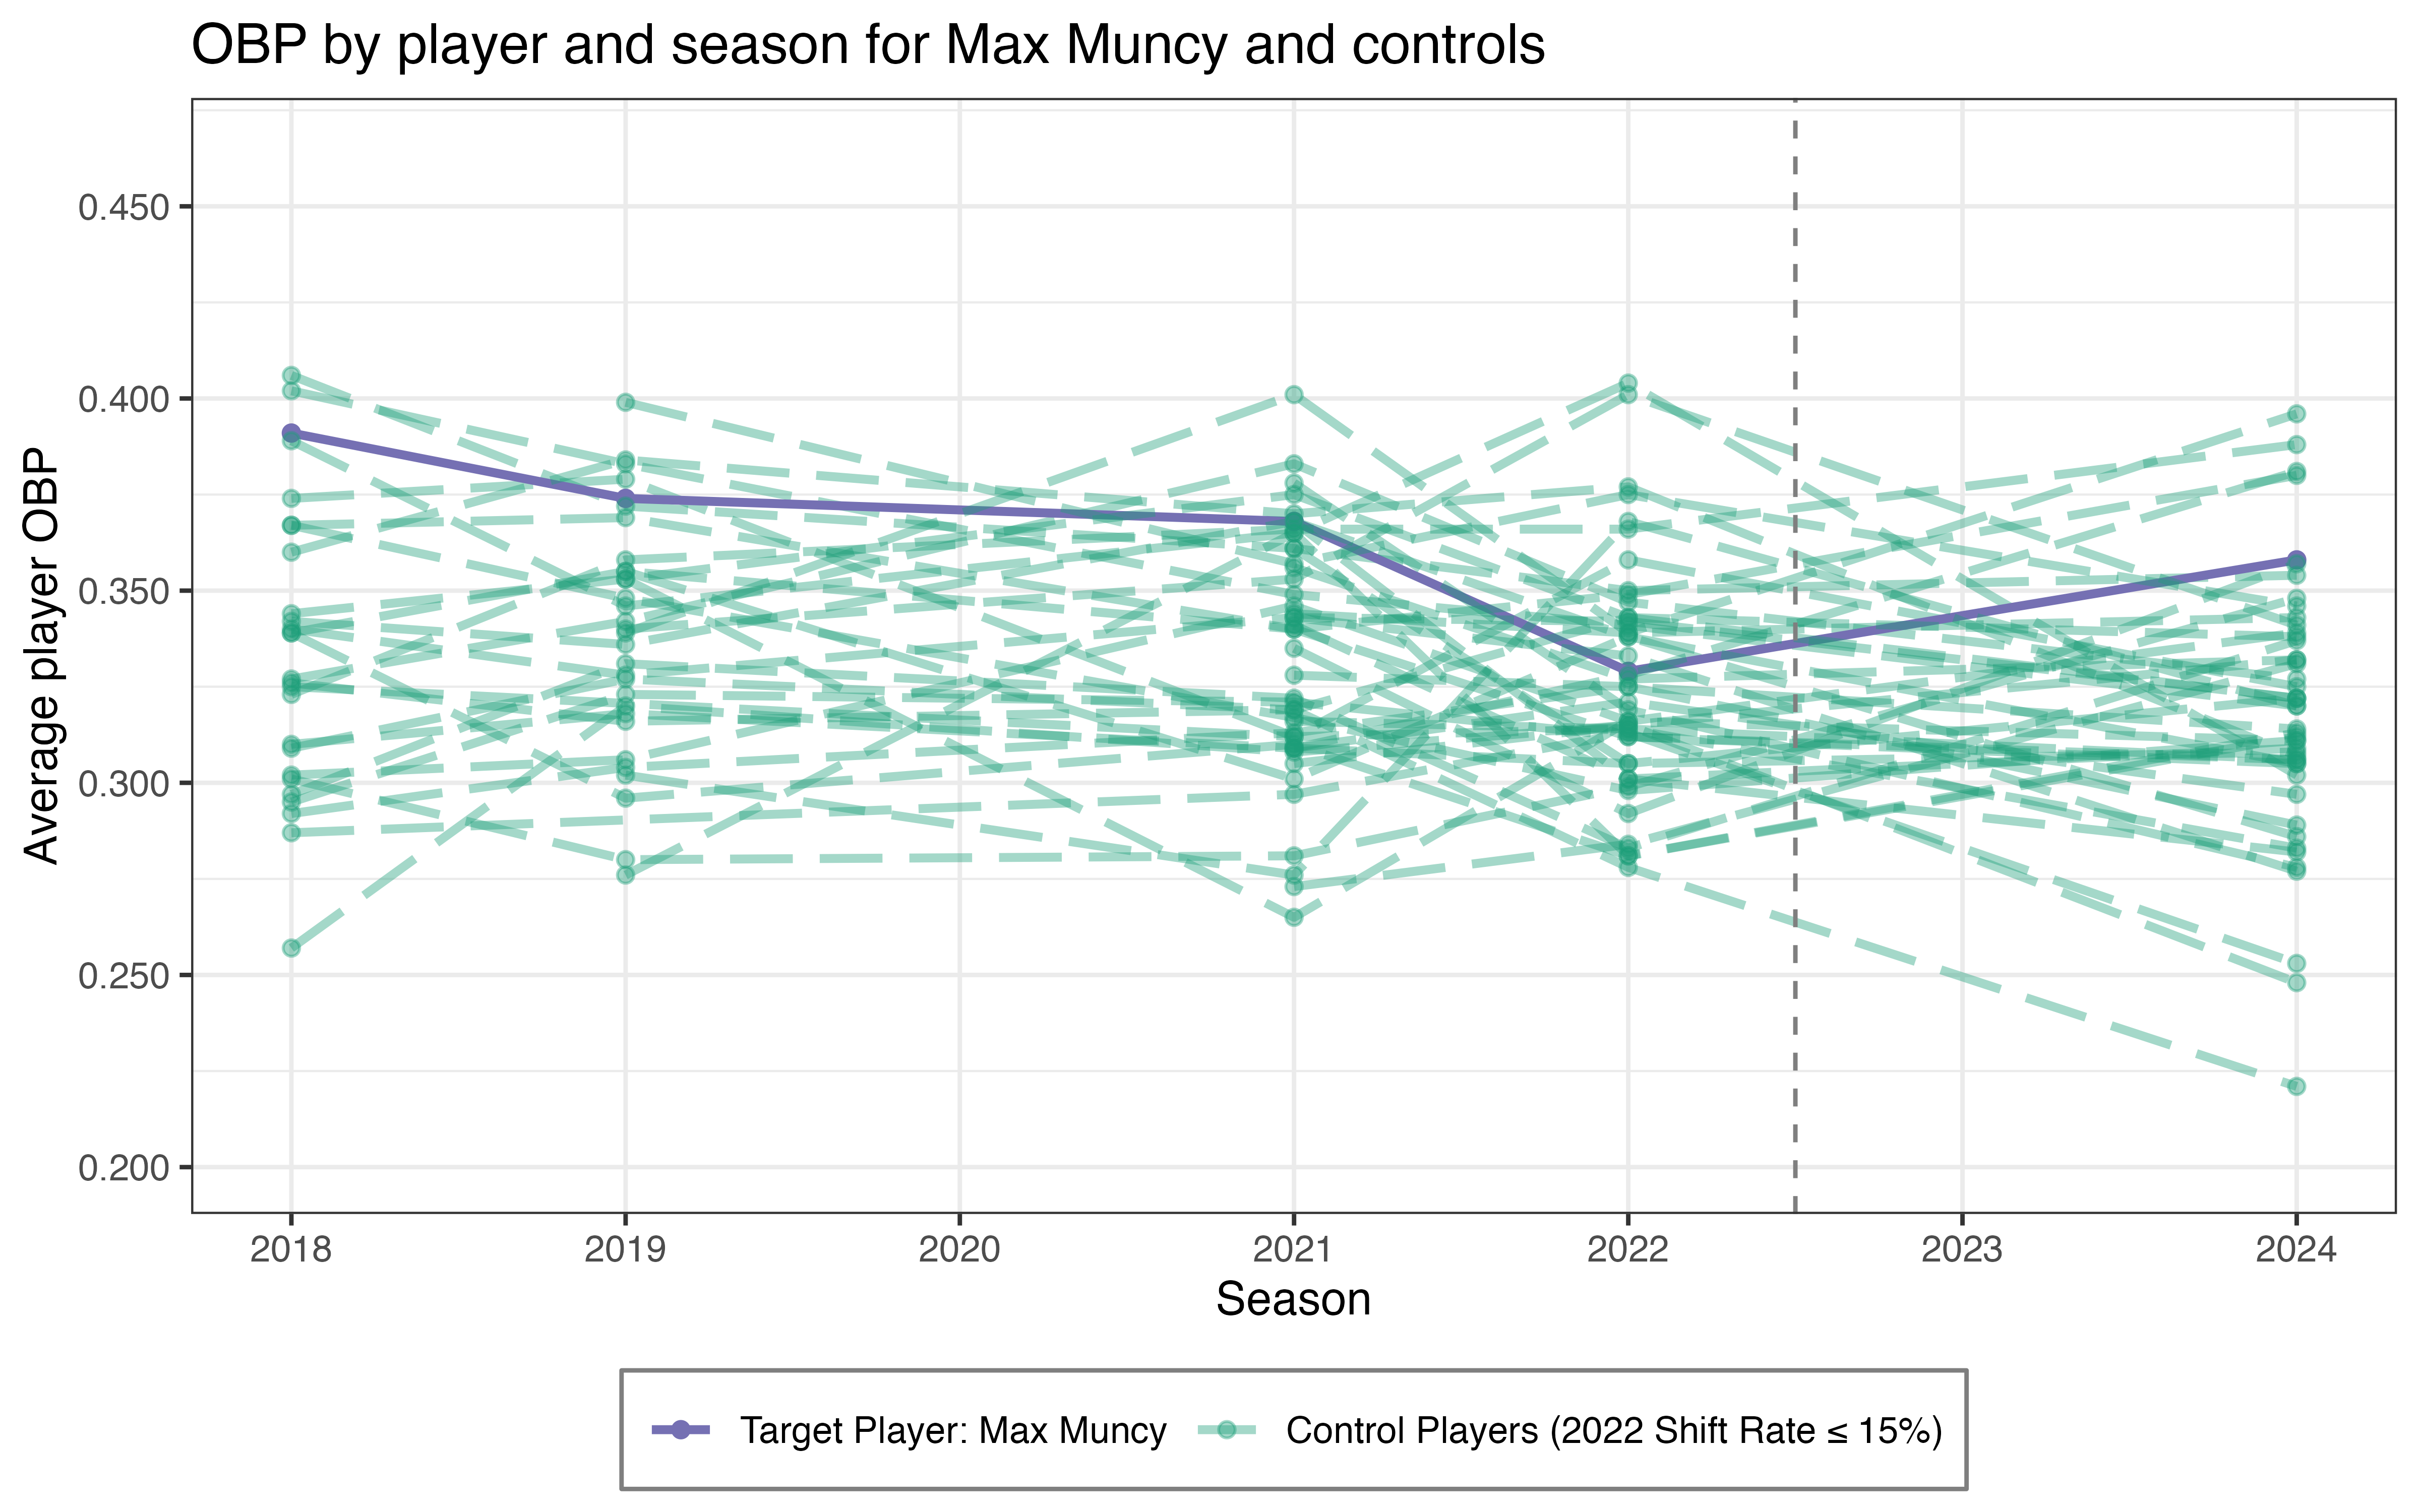 OBP by player and season for Max Muncy and controls
Average player OBP
0.450
0.400
0.350
0.300
0.250
0.200
2018 2019 2020 2021 2022 2023 2024
Season
Target Player: Max Muncy Control Players (2022 Shift Rate ≤ 15%)